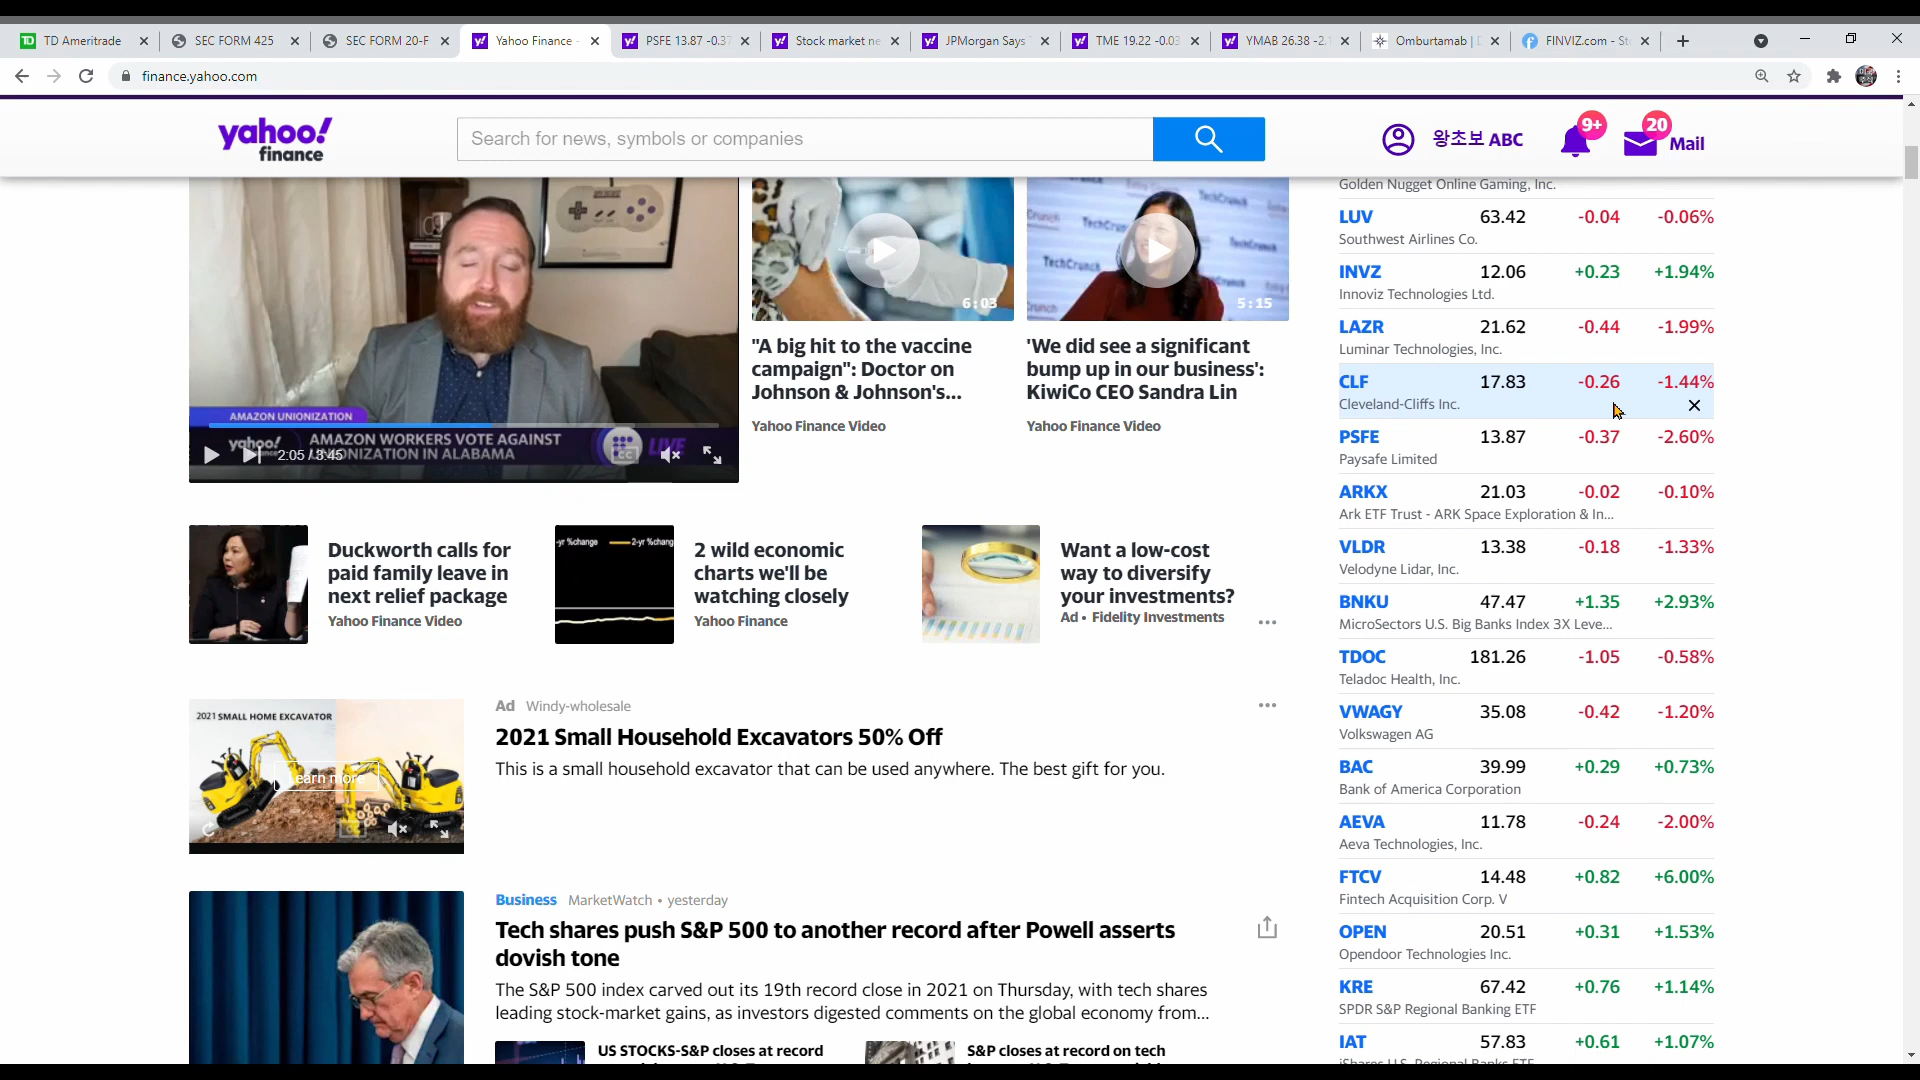 TD Ameritrade
SEC FORM 425
SEC FORM 20-F
Yahoo Finance -
PSFE 13.87 -0.37
Stock market ne
JPMorgan Says
TME 19.22 -0.03
YMAB 26.38 -2.
Omburtamab |
FINVIZ.com - St
finance.yahoo.com
yahoo!
finance
Search for news, symbols or companies
왕초보 ABC
9+
20
Mail
AMAZON UNIONIZATION
AMAZON WORKERS VOTE AGAINST
UNIONIZATION IN ALABAMA
yahoo!
LIVE
2:05 / 3:45
TechCrunch
6:03
5:15
"A big hit to the vaccine
campaign": Doctor on
Johnson & Johnson's...
Yahoo Finance Video
'We did see a significant
bump up in our business':
KiwiCo CEO Sandra Lin
Yahoo Finance Video
Duckworth calls for
paid family leave in
next relief package
Yahoo Finance Video
-yr %change
2-yr %chang
2 wild economic
charts we'll be
watching closely
Yahoo Finance
Want a low-cost
way to diversify
your investments?
Ad • Fidelity Investments
2021 SMALL HOME EXCAVATOR
Learn more
Ad Windy-wholesale
2021 Small Household Excavators 50% Off
This is a small household excavator that can be used anywhere. The best gift for you.
Business MarketWatch • yesterday
Tech shares push S&P 500 to another record after Powell asserts
dovish tone
The S&P 500 index carved out its 19th record close in 2021 on Thursday, with tech shares
leading stock-market gains, as investors digested comments on the global economy from...
US STOCKS-S&P closes at record
S&P closes at record on tech
Golden Nugget Online Gaming, Inc.
LUV 63.42 -0.04 -0.06%
Southwest Airlines Co.
INVZ 12.06 +0.23 +1.94%
Innoviz Technologies Ltd.
LAZR 21.62 -0.44 -1.99%
Luminar Technologies, Inc.
CLF 17.83 -0.26 -1.44%
Cleveland-Cliffs Inc.
PSFE 13.87 -0.37 -2.60%
Paysafe Limited
ARKX 21.03 -0.02 -0.10%
Ark ETF Trust - ARK Space Exploration & In...
VLDR 13.38 -0.18 -1.33%
Velodyne Lidar, Inc.
BNKU 47.47 +1.35 +2.93%
MicroSectors U.S. Big Banks Index 3X Leve...
TDOC 181.26 -1.05 -0.58%
Teladoc Health, Inc.
VWAGY 35.08 -0.42 -1.20%
Volkswagen AG
BAC 39.99 +0.29 +0.73%
Bank of America Corporation
AEVA 11.78 -0.24 -2.00%
Aeva Technologies, Inc.
FTCV 14.48 +0.82 +6.00%
Fintech Acquisition Corp. V
OPEN 20.51 +0.31 +1.53%
Opendoor Technologies Inc.
KRE 67.42 +0.76 +1.14%
SPDR S&P Regional Banking ETF
IAT 57.83 +0.61 +1.07%
iShares U.S. Regional Banks ETF